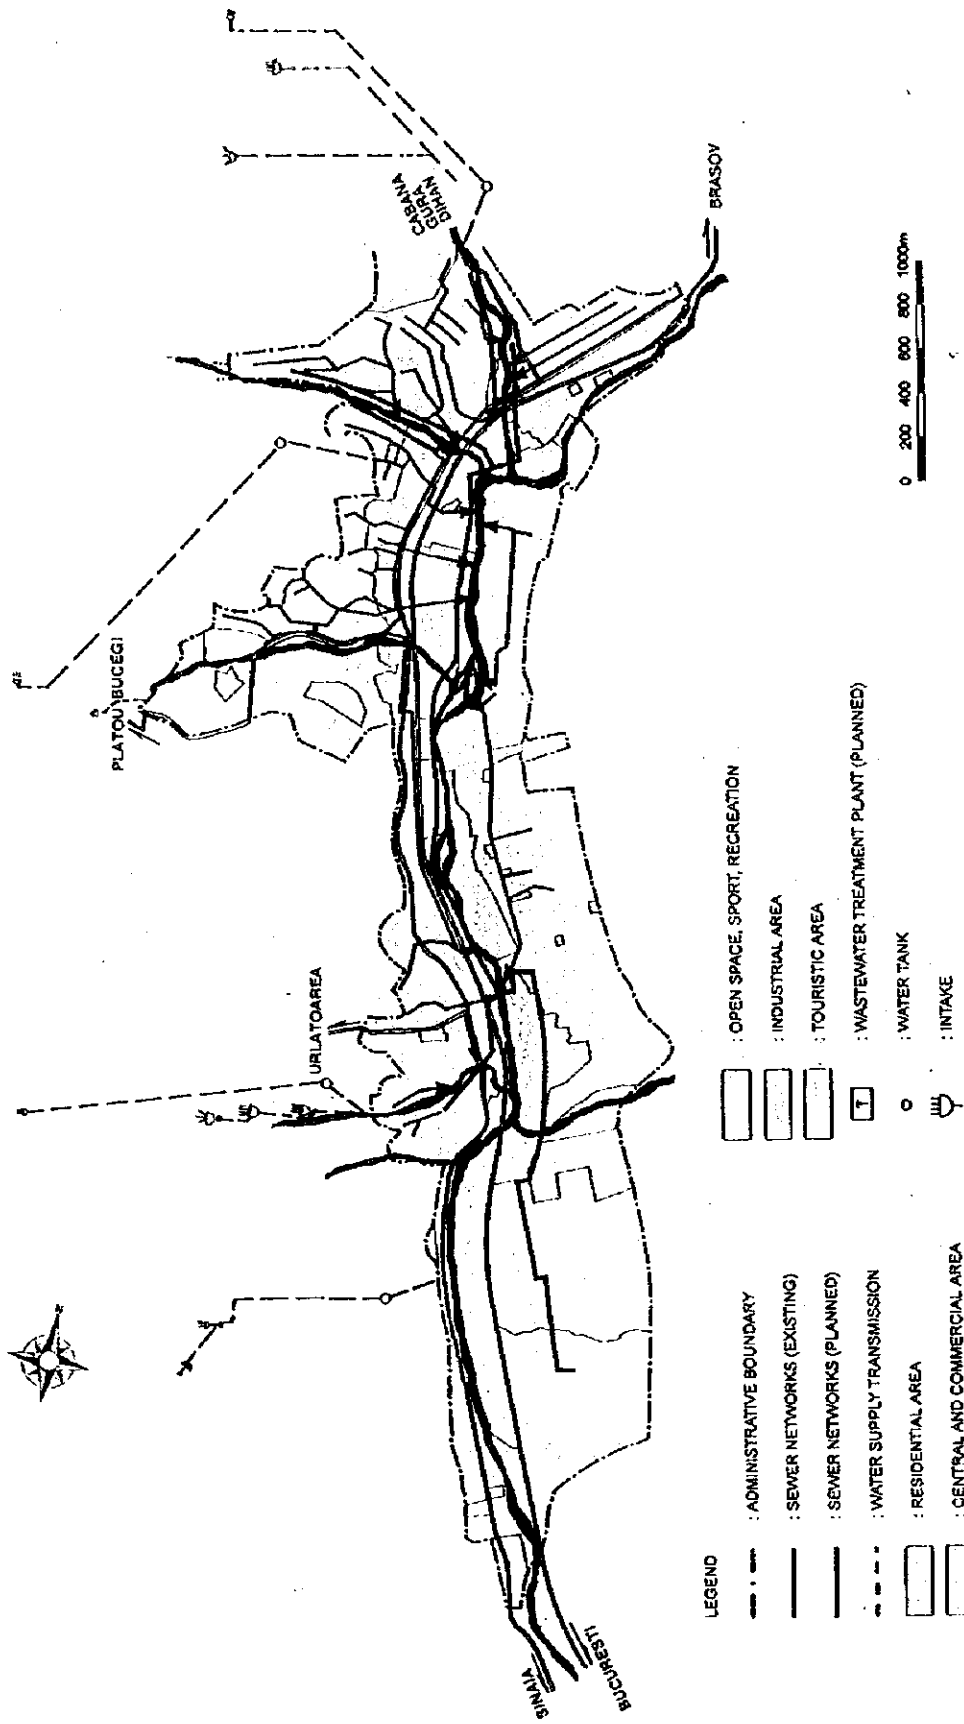 PLATOU BUCEGI
URLATOAREA
CABANA
GURA
DIHAN
BRASOV
SINAIA
BUCURESTI
0 200 400 600 800 1000m
LEGEND
: ADMINISTRATIVE BOUNDARY
: SEWER NETWORKS (EXISTING)
: SEWER NETWORKS (PLANNED)
: WATER SUPPLY TRANSMISSION
: RESIDENTIAL AREA
: CENTRAL AND COMMERCIAL AREA
: OPEN SPACE, SPORT, RECREATION
: INDUSTRIAL AREA
: TOURISTIC AREA
T : WASTEWATER TREATMENT PLANT (PLANNED)
: WATER TANK
: INTAKE